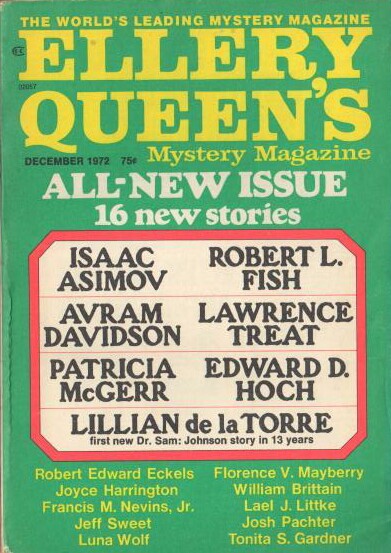 THE WORLD'S LEADING MYSTERY MAGAZINE
ELLERY
02057
QUEEN'S
DECEMBER 1972 75¢
Mystery Magazine
ALL-NEW ISSUE
16 new stories
ISAAC ASIMOV
ROBERT L. FISH
AVRAM DAVIDSON
LAWRENCE TREAT
PATRICIA McGERR
EDWARD D. HOCH
LILLIAN de la TORRE
first new Dr. Sam: Johnson story in 13 years
Robert Edward Eckels
Joyce Harrington
Francis M. Nevins, Jr.
Jeff Sweet
Luna Wolf
Florence V. Mayberry
William Brittain
Lael J. Littke
Josh Pachter
Tonita S. Gardner